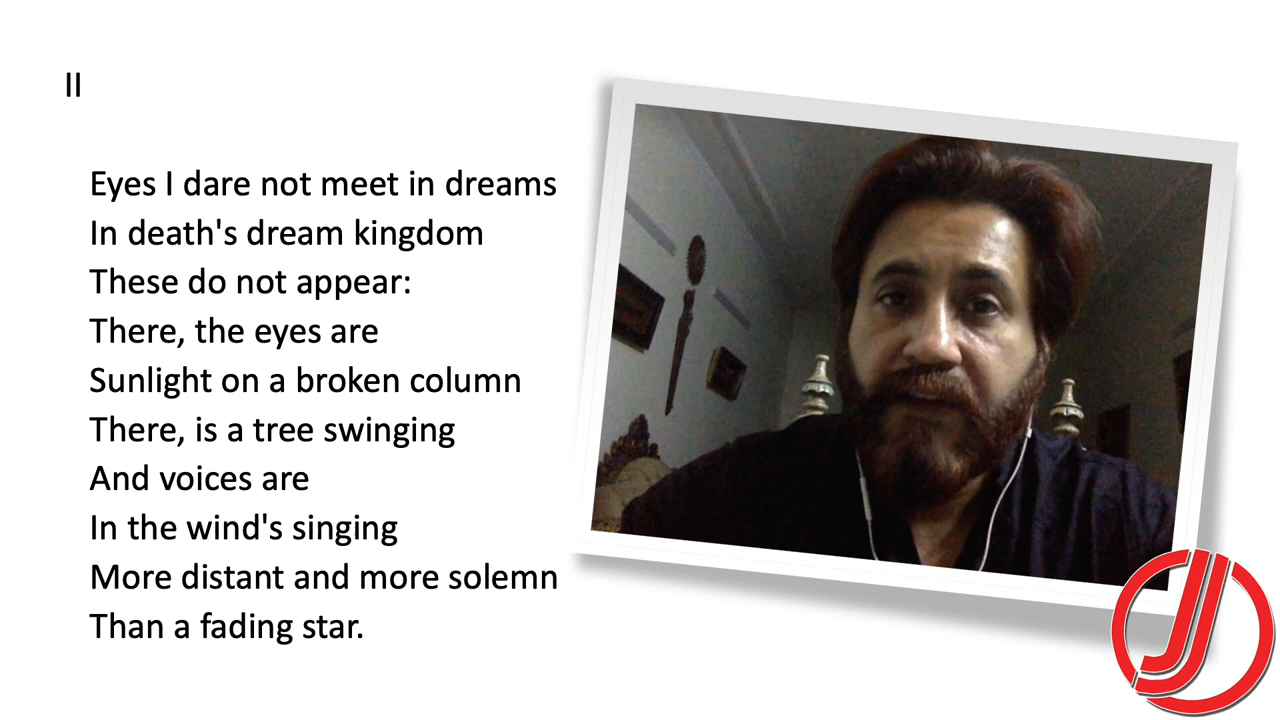 II
Eyes I dare not meet in dreams
In death's dream kingdom
These do not appear:
There, the eyes are
Sunlight on a broken column
There, is a tree swinging
And voices are
In the wind's singing
More distant and more solemn
Than a fading star.